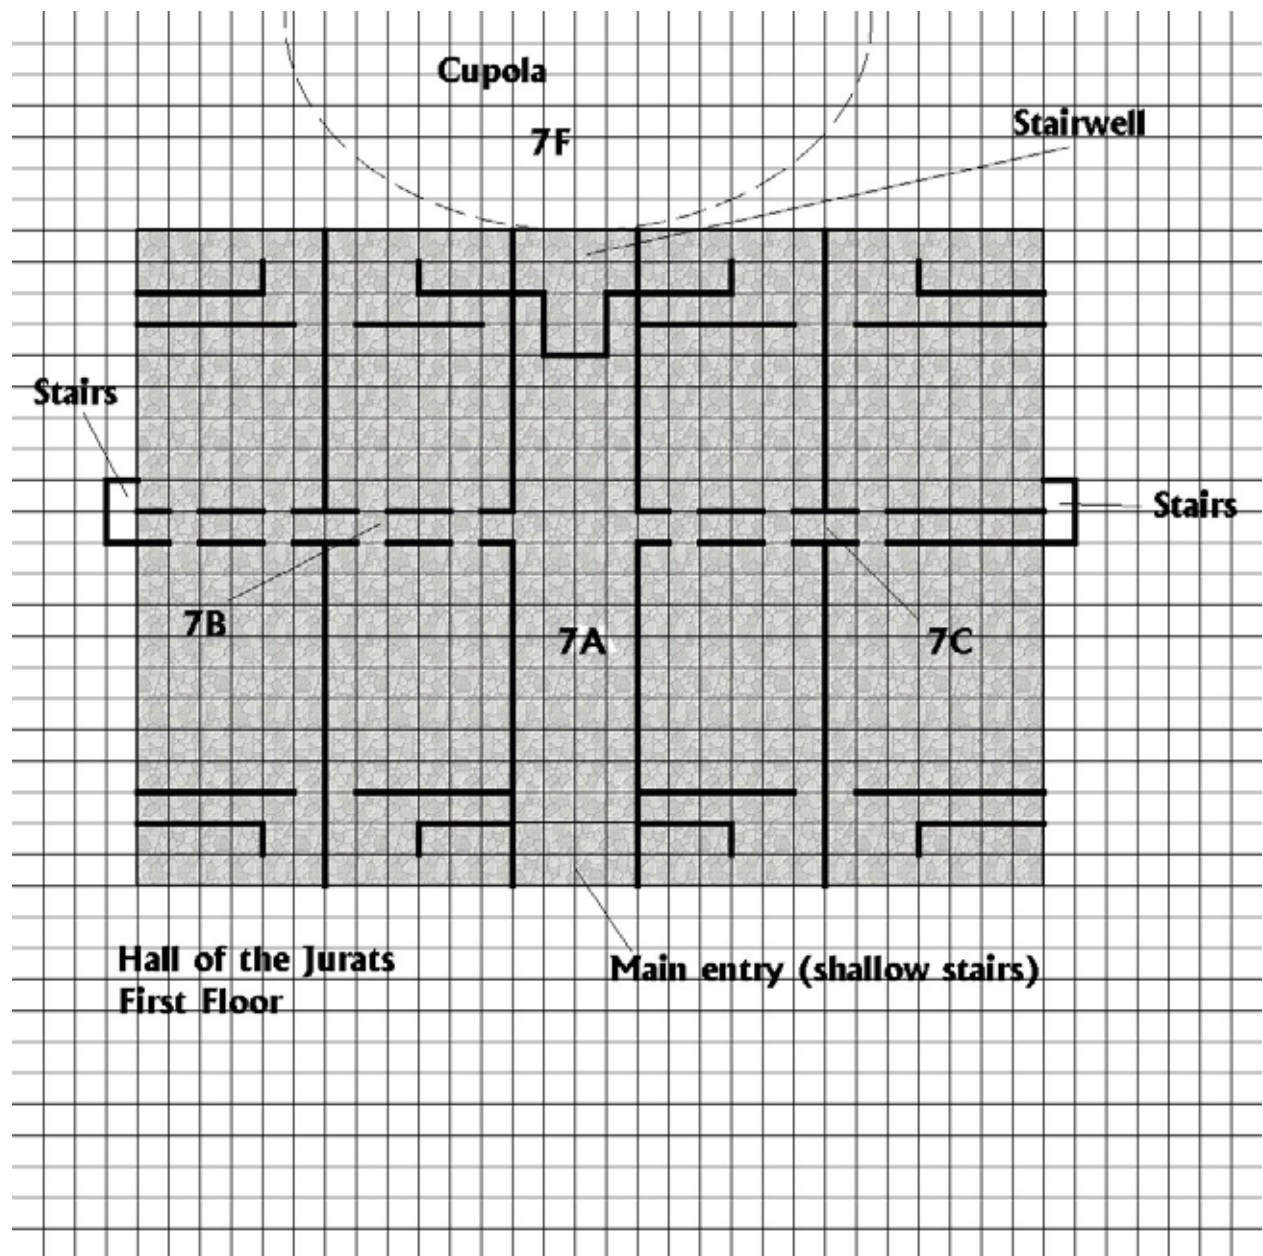 Cupola
7F
Stairwell
Stairs
Stairs
7B
7A
7C
Hall of the Jurats
First Floor
Main entry (shallow stairs)